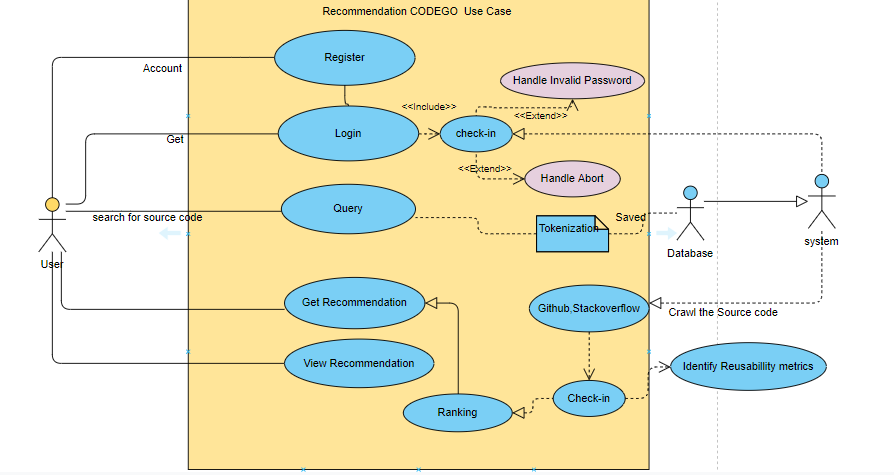 Recommendation CODEGO Use Case
Register
Account
Handle Invalid Password
<<Include>>
<<Extend>>
Get
Login
check-in
<<Extend>>
Handle Abort
Query
search for source code
Saved
Tokenization
Database
system
User
Get Recommendation
Github,Stackoverflow
Crawl the Source code
View Recommendation
Identify Reusabillity metrics
Check-in
Ranking